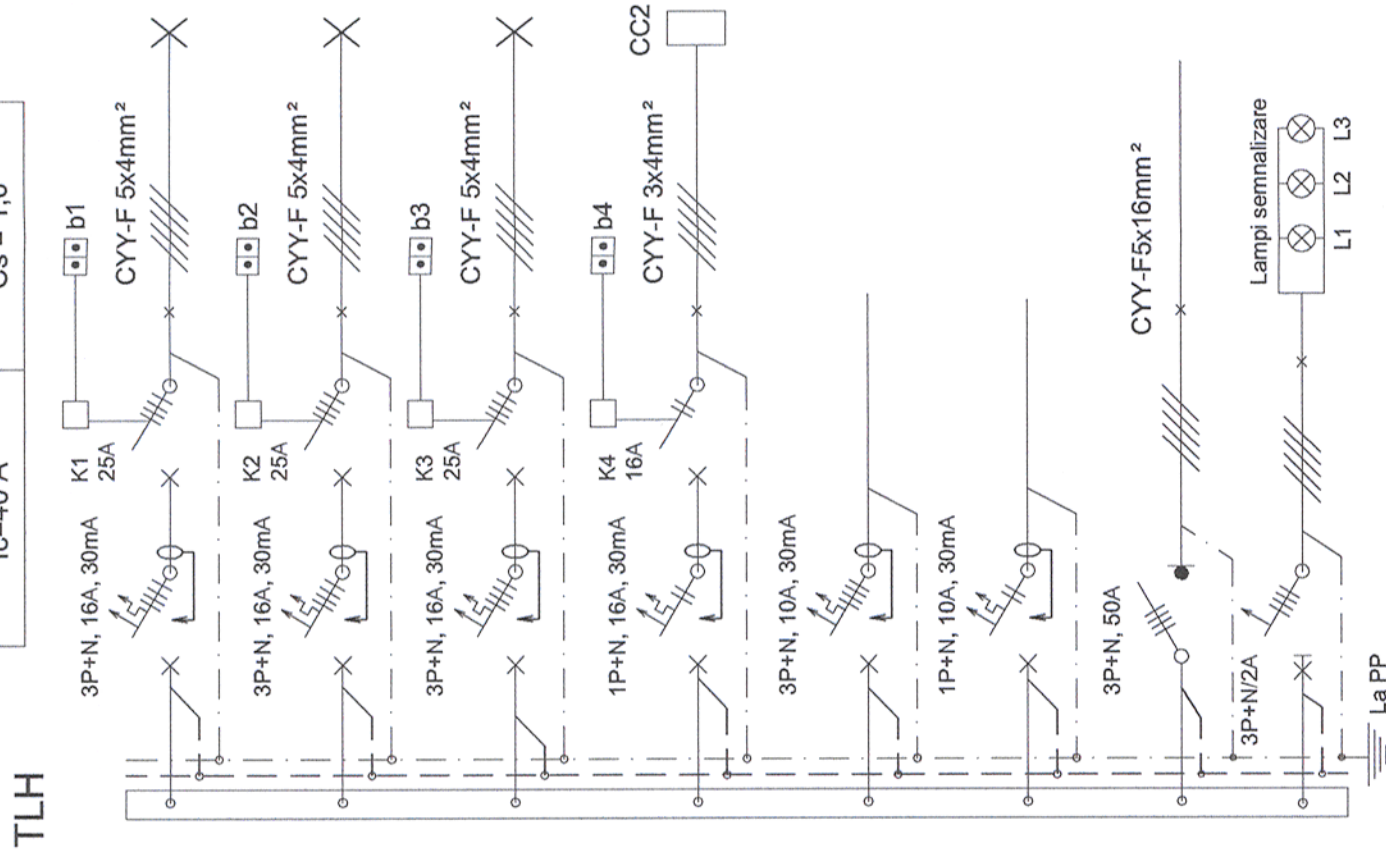 TLH
b1
K1
25A
3P+N, 16A, 30mA
CYY-F 5x4mm²
b2
K2
25A
3P+N, 16A, 30mA
CYY-F 5x4mm²
b3
K3
25A
3P+N, 16A, 30mA
CYY-F 5x4mm²
b4
K4
16A
1P+N, 16A, 30mA
CYY-F 3x4mm²
CC2
3P+N, 10A, 30mA
1P+N, 10A, 30mA
3P+N, 50A
CYY-F5x16mm²
3P+N/2A
Lampi semnalizare
L1 L2 L3
La PP